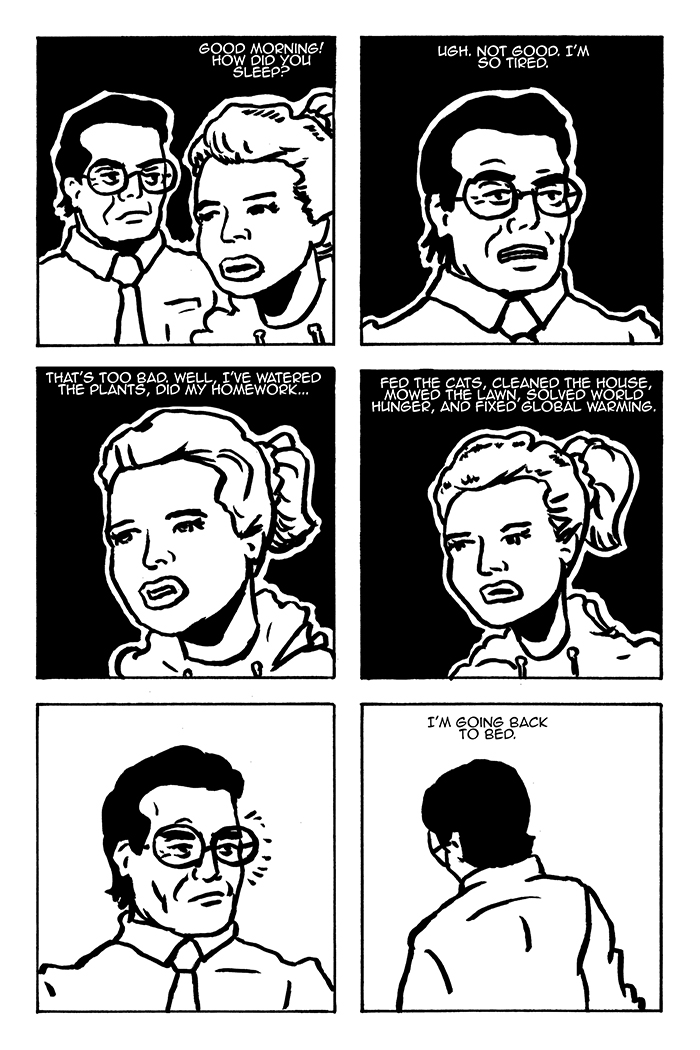 GOOD MORNING!
HOW DID YOU
SLEEP?
UGH. NOT GOOD. I'M
SO TIRED.
THAT'S TOO BAD. WELL, I'VE WATERED
THE PLANTS, DID MY HOMEWORK...
FED THE CATS, CLEANED THE HOUSE,
MOWED THE LAWN, SOLVED WORLD
HUNGER, AND FIXED GLOBAL WARMING.
I'M GOING BACK
TO BED.